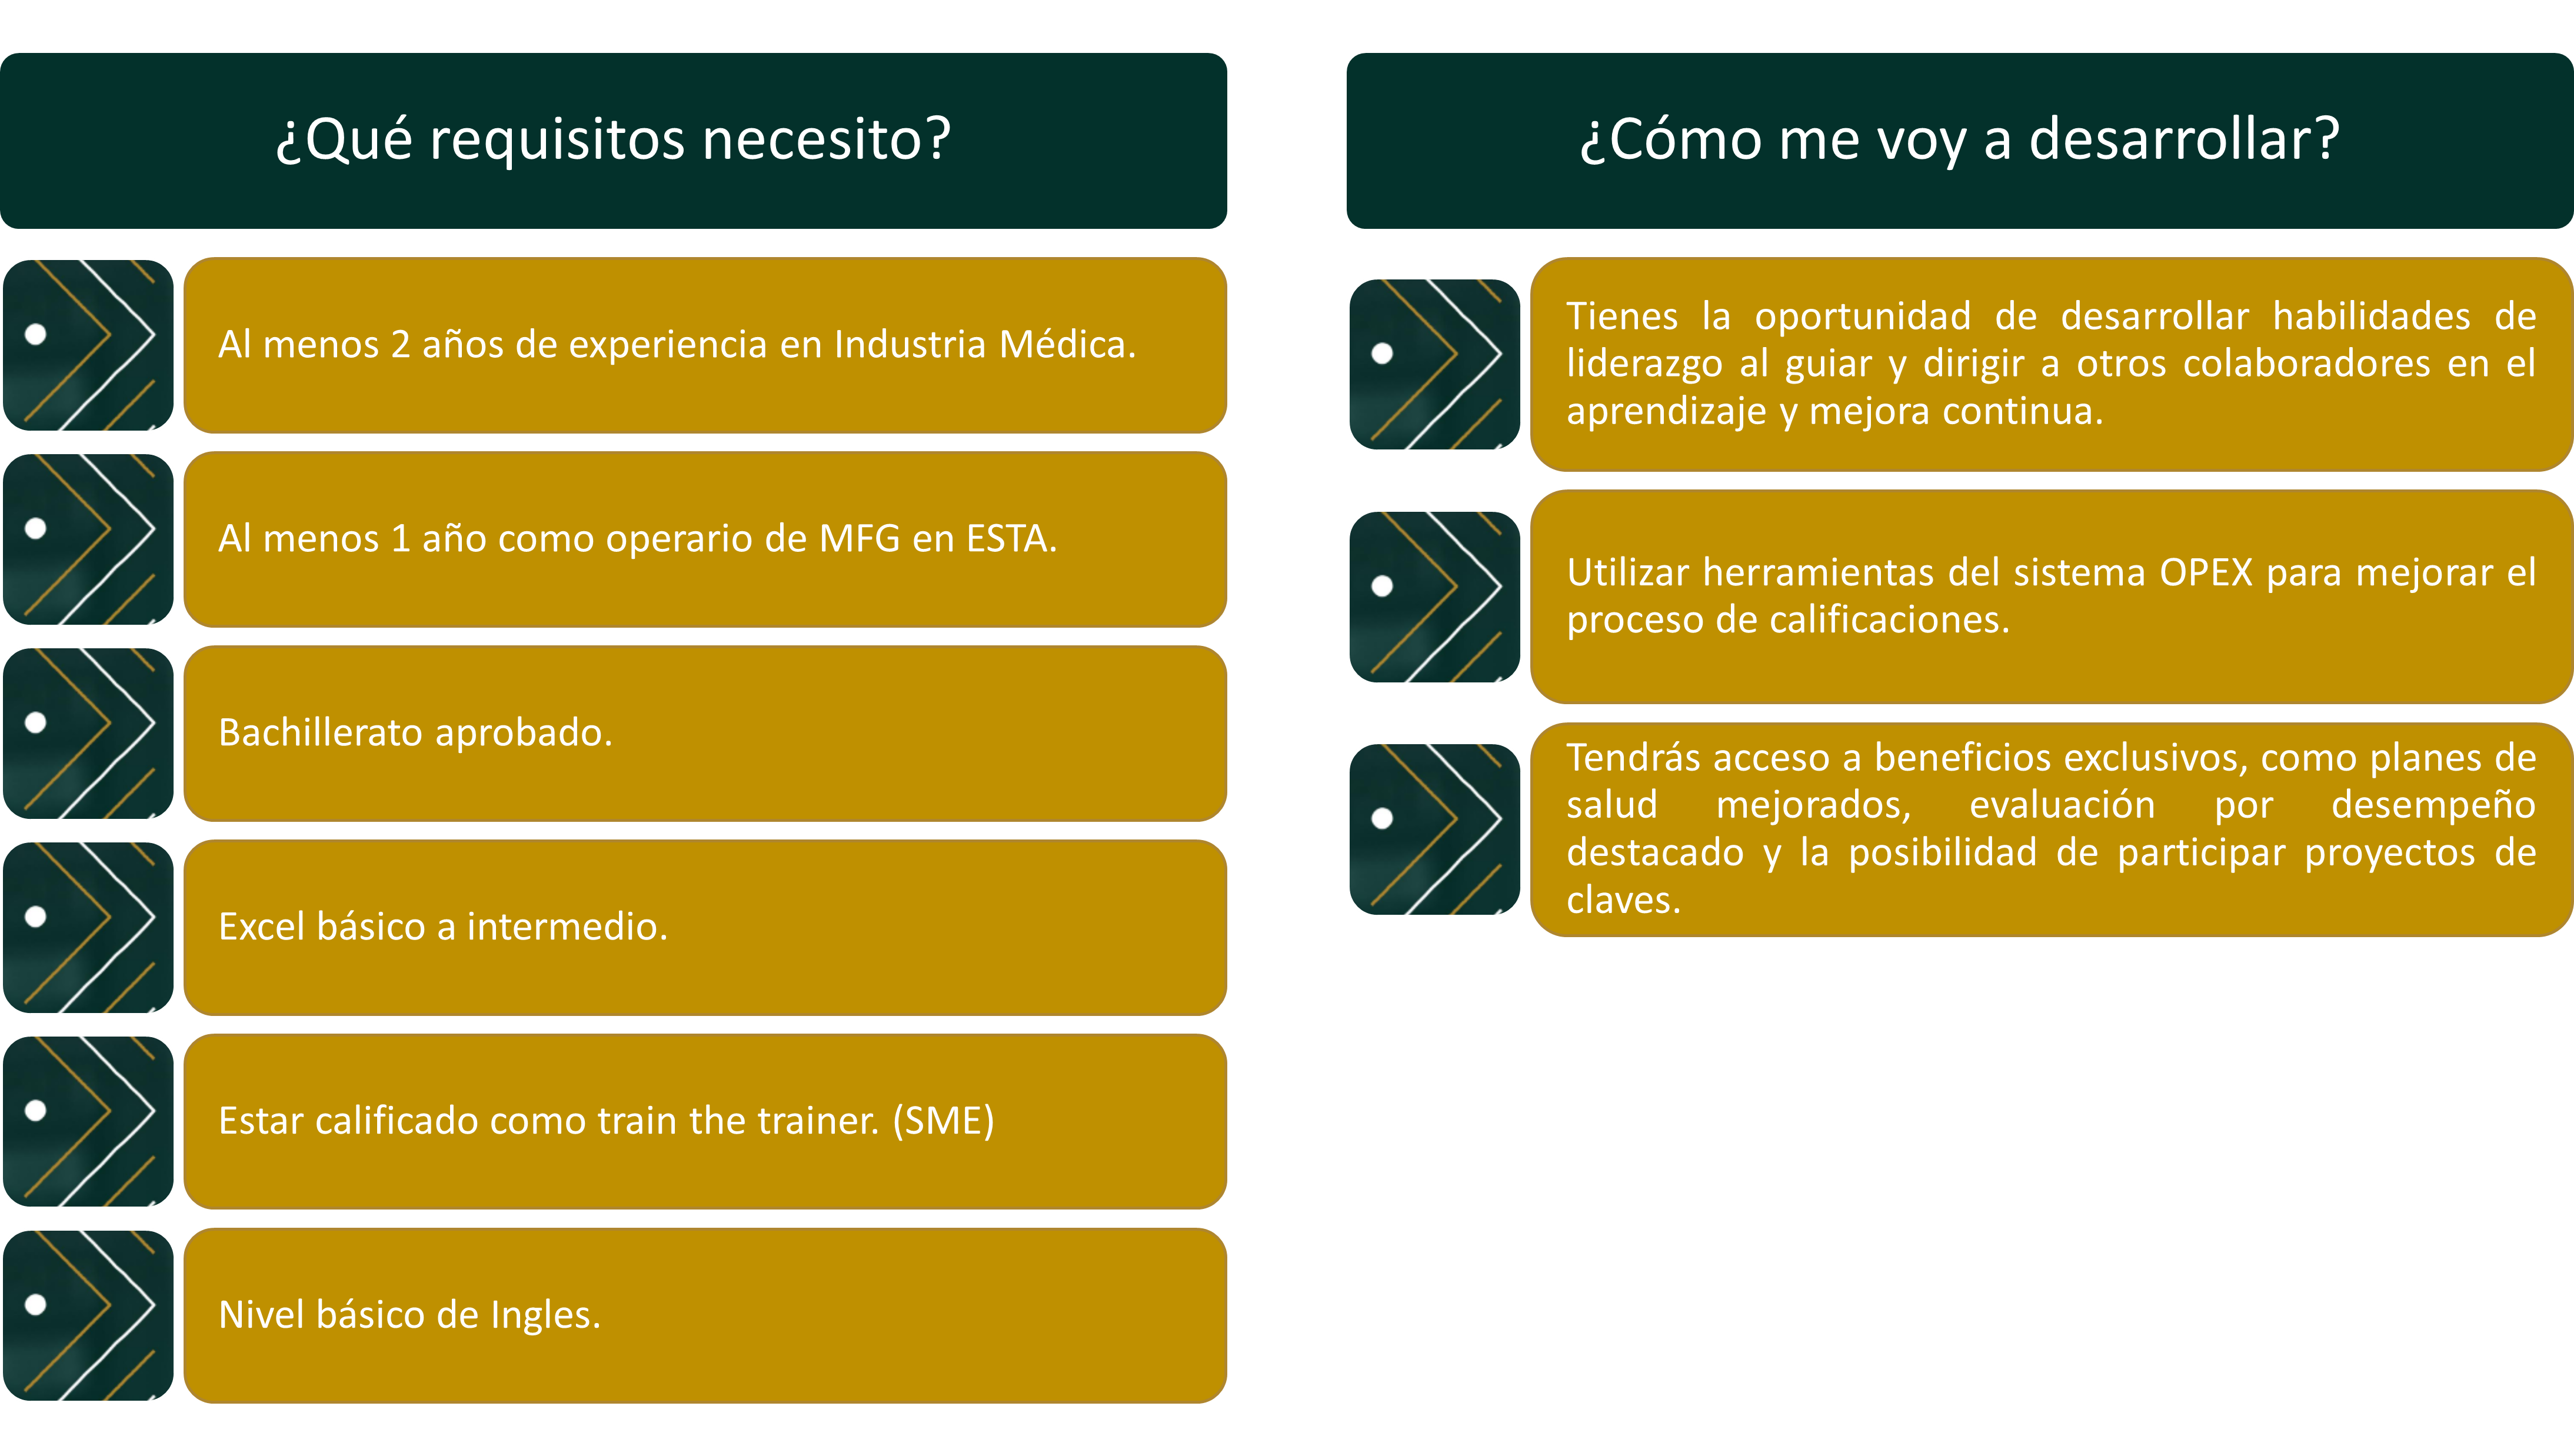 ¿Qué requisitos necesito?
Al menos 2 años de experiencia en Industria Médica.
Al menos 1 año como operario de MFG en ESTA.
Bachillerato aprobado.
Excel básico a intermedio.
Estar calificado como train the trainer. (SME)
Nivel básico de Ingles.
¿Cómo me voy a desarrollar?
Tienes la oportunidad de desarrollar habilidades de
liderazgo al guiar y dirigir a otros colaboradores en el
aprendizaje y mejora continua.
Utilizar herramientas del sistema OPEX para mejorar el
proceso de calificaciones.
Tendrás acceso a beneficios exclusivos, como planes de
salud mejorados, evaluación por desempeño
destacado y la posibilidad de participar proyectos de
claves.